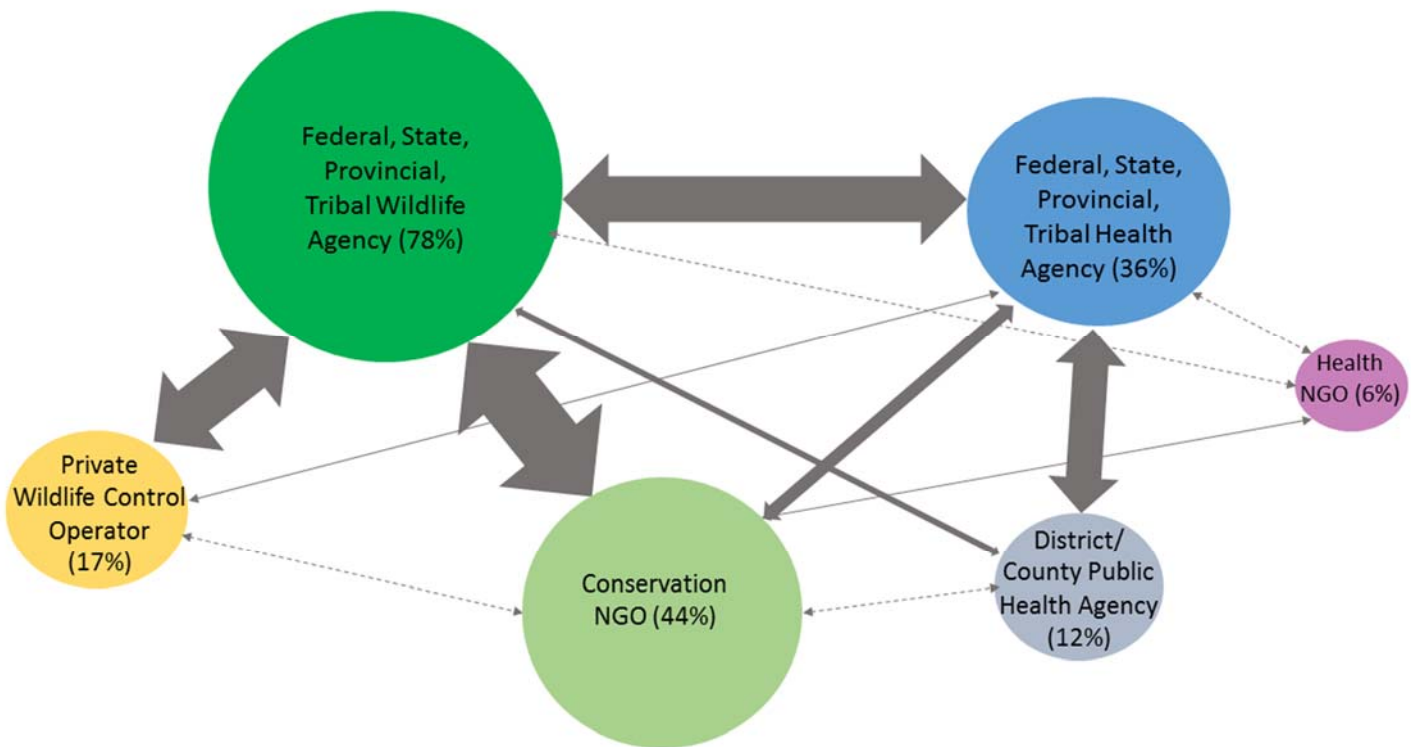 Federal, State,
Provincial,
Tribal Wildlife
Agency (78%)
Federal, State,
Provincial,
Tribal Health
Agency (36%)
Health
NGO (6%)
Private
Wildlife Control
Operator
(17%)
Conservation
NGO (44%)
District/
County Public
Health Agency
(12%)